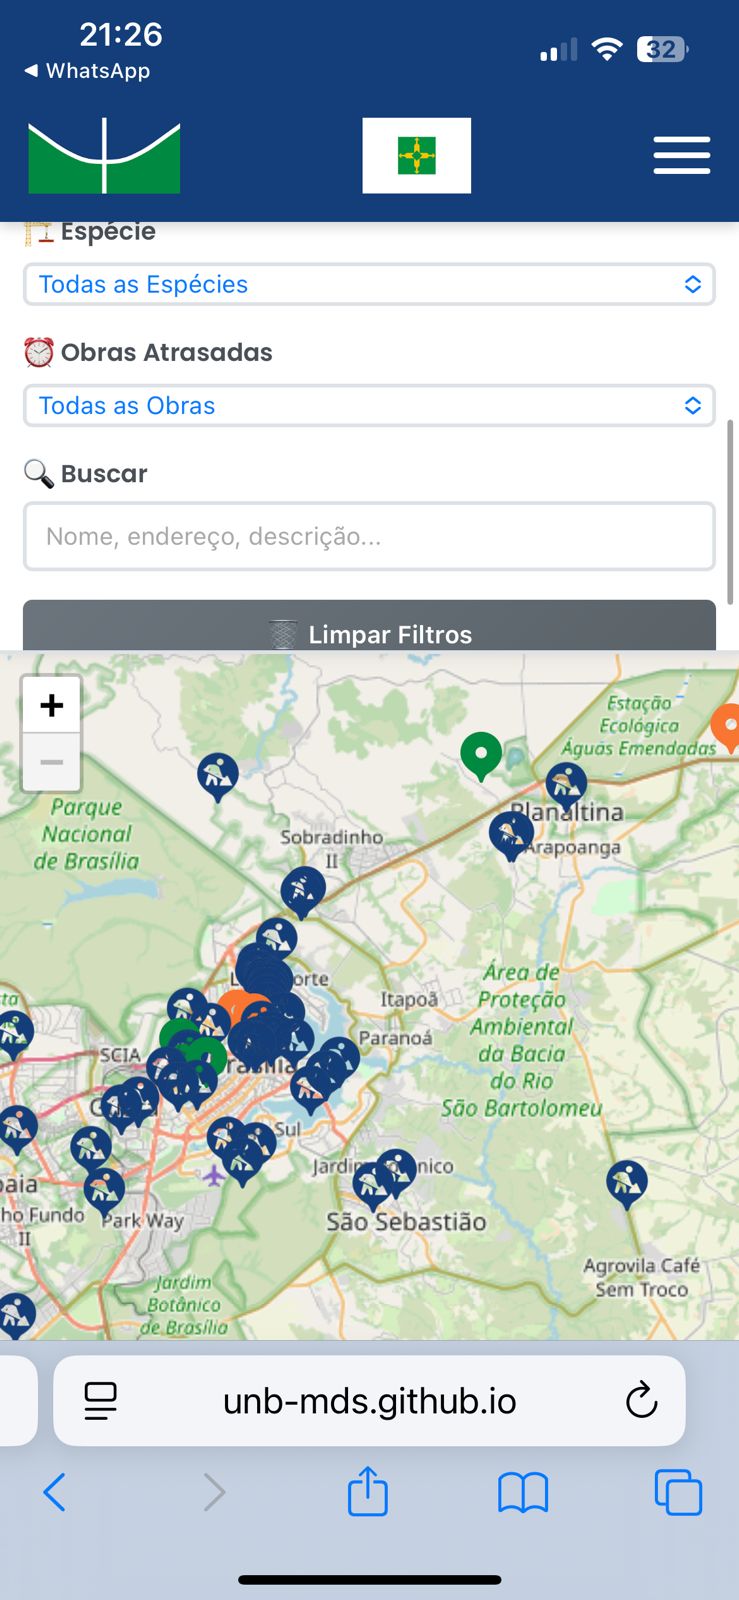 21:26
32
◀ WhatsApp
Espécie
Todas as Espécies
Obras Atrasadas
Todas as Obras
Buscar
Nome, endereço, descrição...
Limpar Filtros
+
−
Estação
Ecológica
Águas Emendadas
Parque
Nacional
de Brasília
Planaltina
Arapoanga
Sobradinho
II
Área de
Proteção
Ambiental
da Bacia
do Rio
São Bartolomeu
Itapoã
Paranoá
SCIA
Sul
Park Way
II
São Sebastião
Agrovila Café
Sem Troco
Jardim
Botânico
de Brasília
unb-mds.github.io